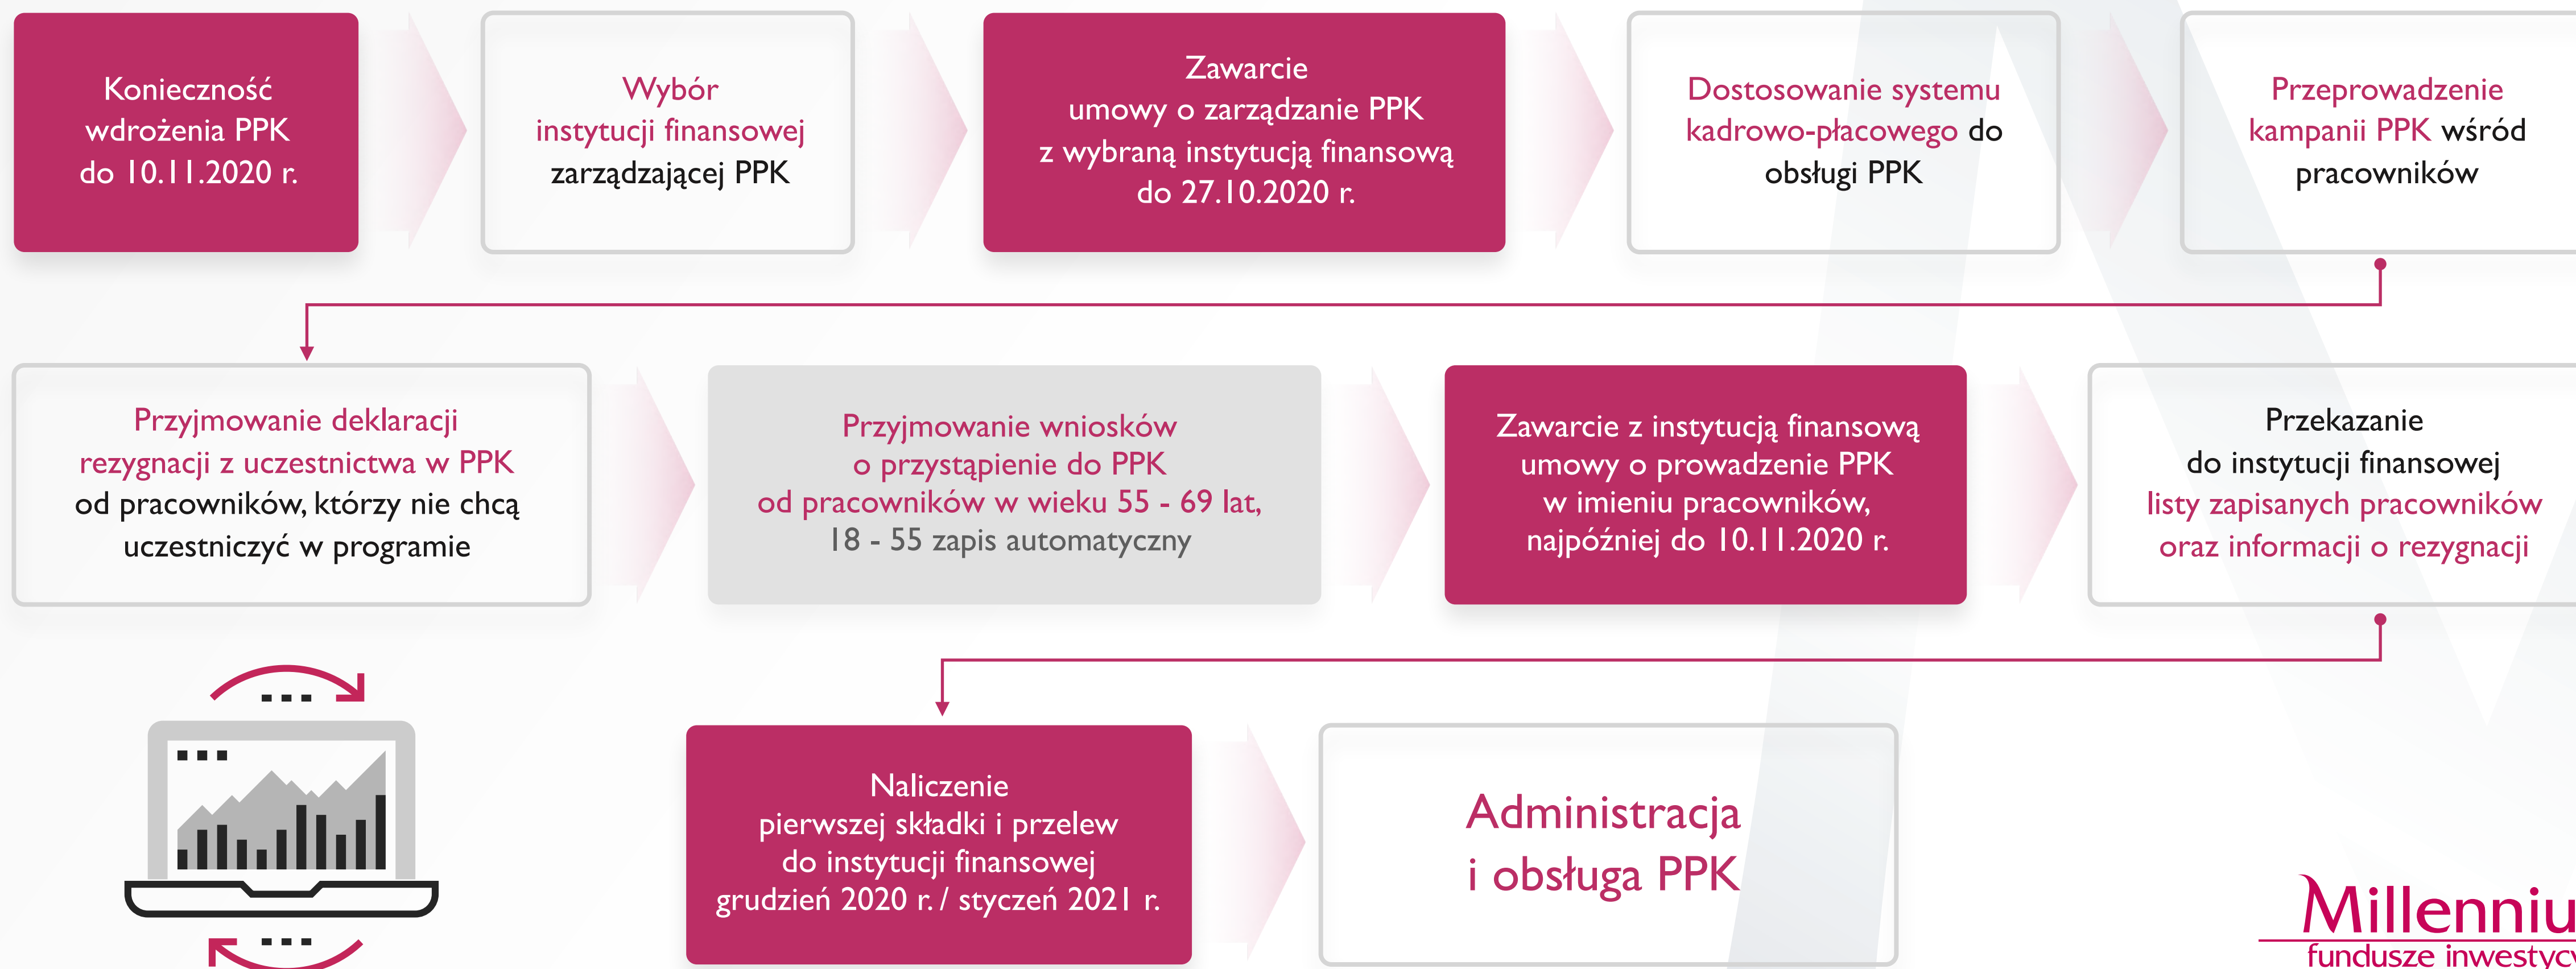 Konieczność
wdrożenia PPK
do 10.11.2020 r.
Wybór
instytucji finansowej
zarządzającej PPK
Zawarcie
umowy o zarządzanie PPK
z wybraną instytucją finansową
do 27.10.2020 r.
Dostosowanie systemu
kadrowo-płacowego do
obsługi PPK
Przeprowadzenie
kampanii PPK wśród
pracowników
Przyjmowanie deklaracji
rezygnacji z uczestnictwa w PPK
od pracowników, którzy nie chcą
uczestniczyć w programie
Przyjmowanie wniosków
o przystąpienie do PPK
od pracowników w wieku 55 - 69 lat,
18 - 55 zapis automatyczny
Zawarcie z instytucją finansową
umowy o prowadzenie PPK
w imieniu pracowników,
najpóźniej do 10.11.2020 r.
Przekazanie
do instytucji finansowej
listy zapisanych pracowników
oraz informacji o rezygnacji
Naliczenie
pierwszej składki i przelew
do instytucji finansowej
grudzień 2020 r. / styczeń 2021 r.
Administracja
i obsługa PPK
Millenniu
fundusze inwestyc